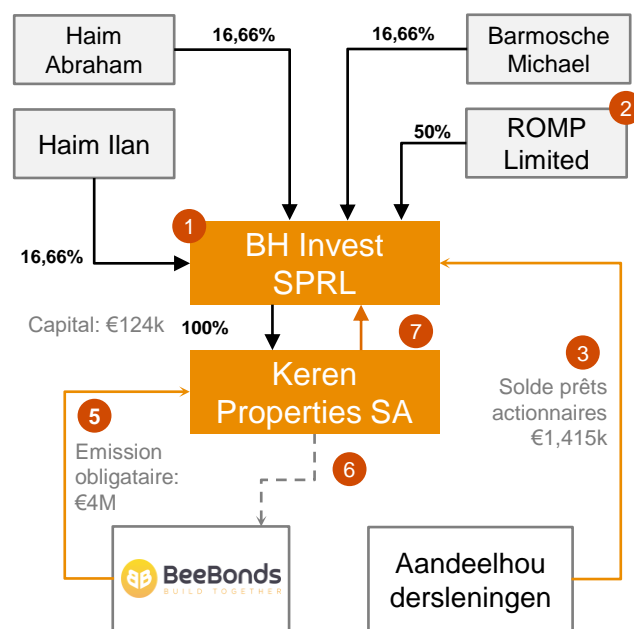 Haim
Abraham
16,66%
16,66%
Barmosche
Michael
2
50%
ROMP
Limited
Haim Ilan
1
BH Invest
SPRL
16,66%
Capital: €124k
100%
7
3
Solde prêts
actionnaires
€1,415k
Keren
Properties SA
5
Emission
obligataire:
€4M
6
BeeBonds
BUILD TOGETHER
Aandeelhou
dersleningen